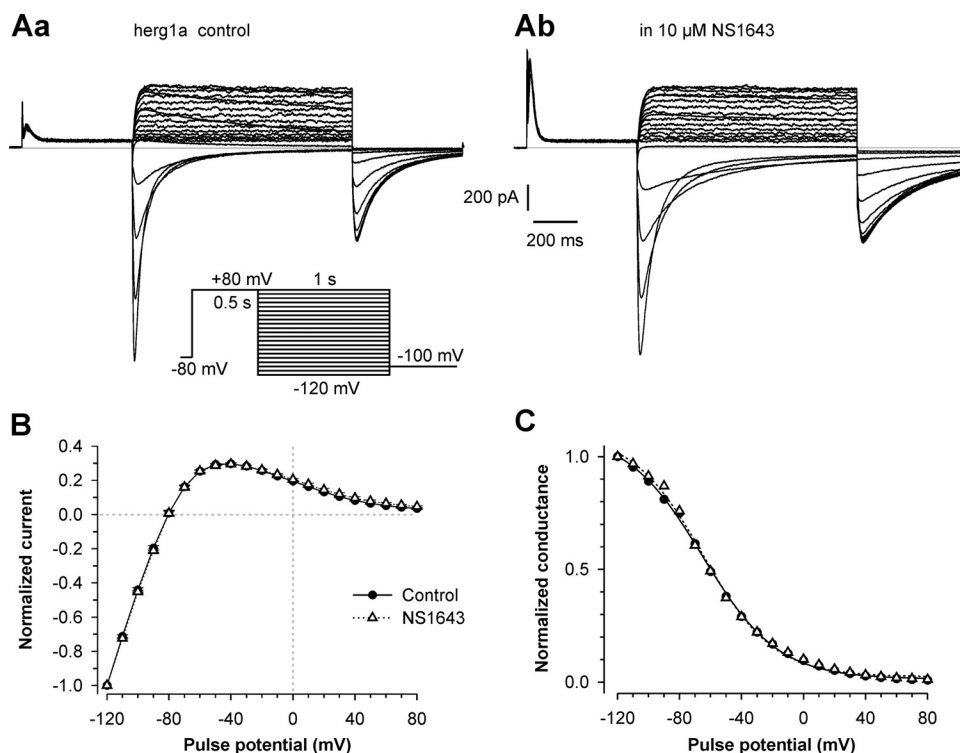 Aa herg1a control
Ab in 10 µM NS1643
200 pA
200 ms
+80 mV 1 s
0.5 s
-80 mV
-100 mV
-120 mV
B
0.4
0.2
0.0
-0.2
-0.4
-0.6
-0.8
-1.0
Normalized current
Control
NS1643
-120 -80 -40 0 40 80
Pulse potential (mV)
C
1.0
0.5
0.0
Normalized conductance
-120 -80 -40 0 40 80
Pulse potential (mV)